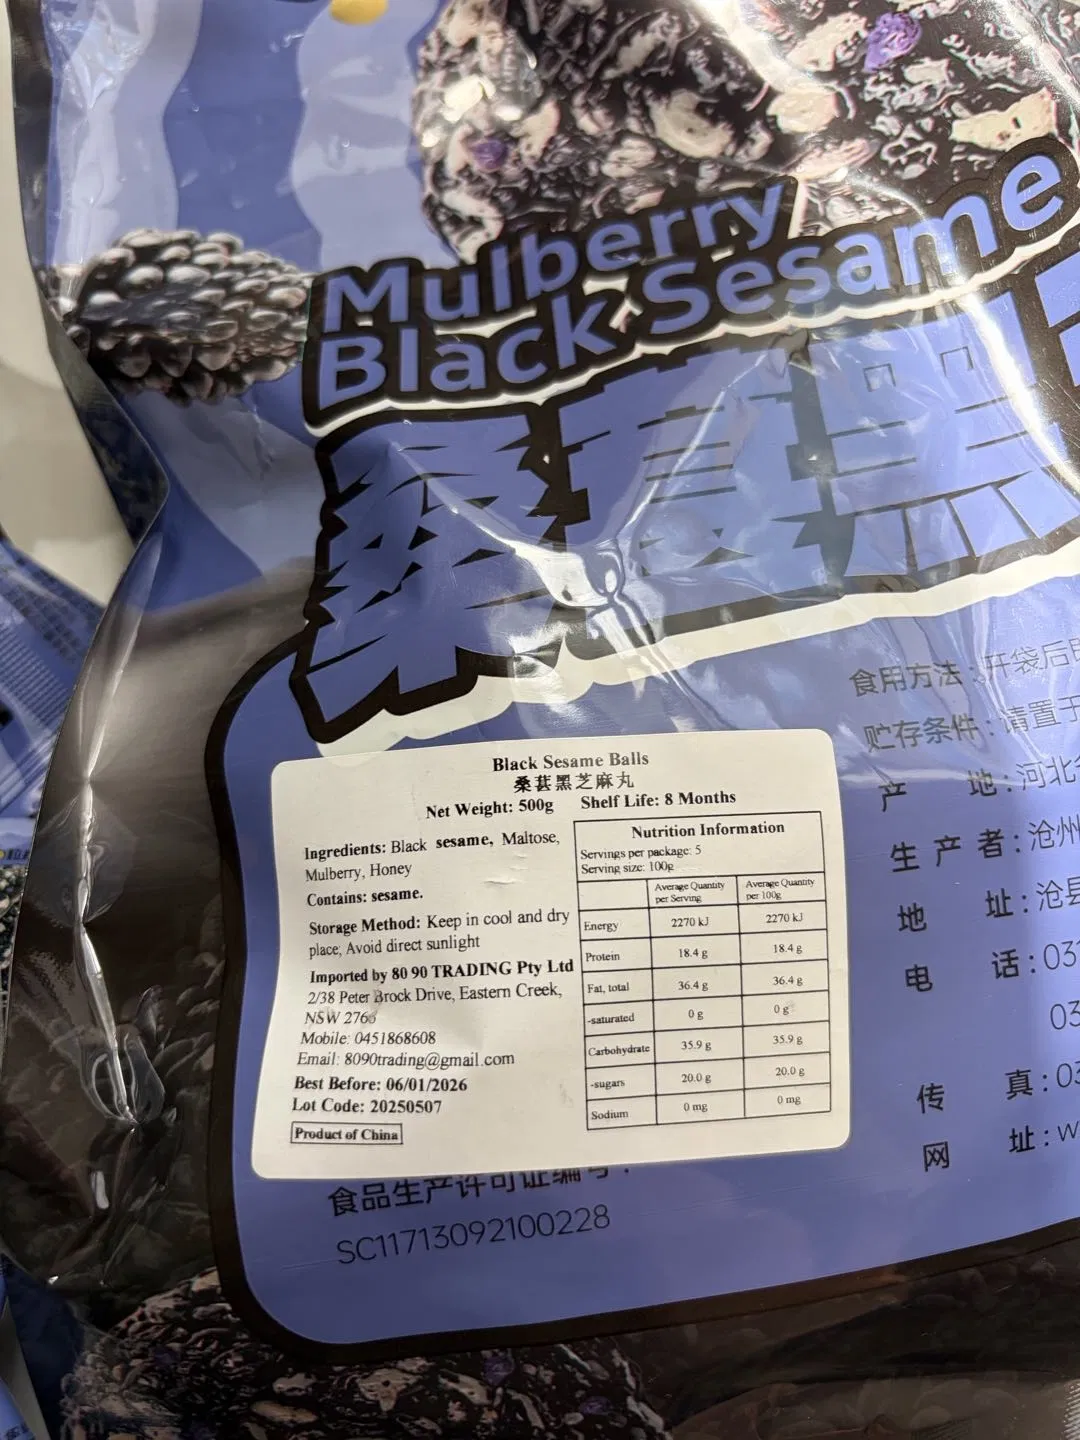 Mulberry
Black Sesame
桑葚黑
食用方法：开袋后即
贮存条件：请置于
产 地：河北省
生产者：沧州
地 址：沧县
电 话：031
03
传 真：03
网 址：w
Black Sesame Balls
桑葚黑芝麻丸
Net Weight: 500g Shelf Life: 8 Months
Ingredients: Black sesame, Maltose,
Mulberry, Honey
Contains: sesame.
Storage Method: Keep in cool and dry
place; Avoid direct sunlight
Imported by 80 90 TRADING Pty Ltd
2/38 Peter Brock Drive, Eastern Creek,
NSW
Mobile: 0451868608
Email: 8090trading@gmail.com
Best Before: 06/01/2026
Lot Code: 20250507
Product of China
Nutrition Information
Servings per package: 5
Serving size: 100g
Average Quantity per Serving Average Quantity per 100g
Energy 2270 kJ 2270 kJ
Protein 18.4 g 18.4 g
Fat, total 36.4 g 36.4 g
-saturated 0 g 0 g
Carbohydrate 35.9 g 35.9 g
-sugars 20.0 g 20.0 g
Sodium 0 mg 0 mg
食品生产许可证编号：
SC11713092100228